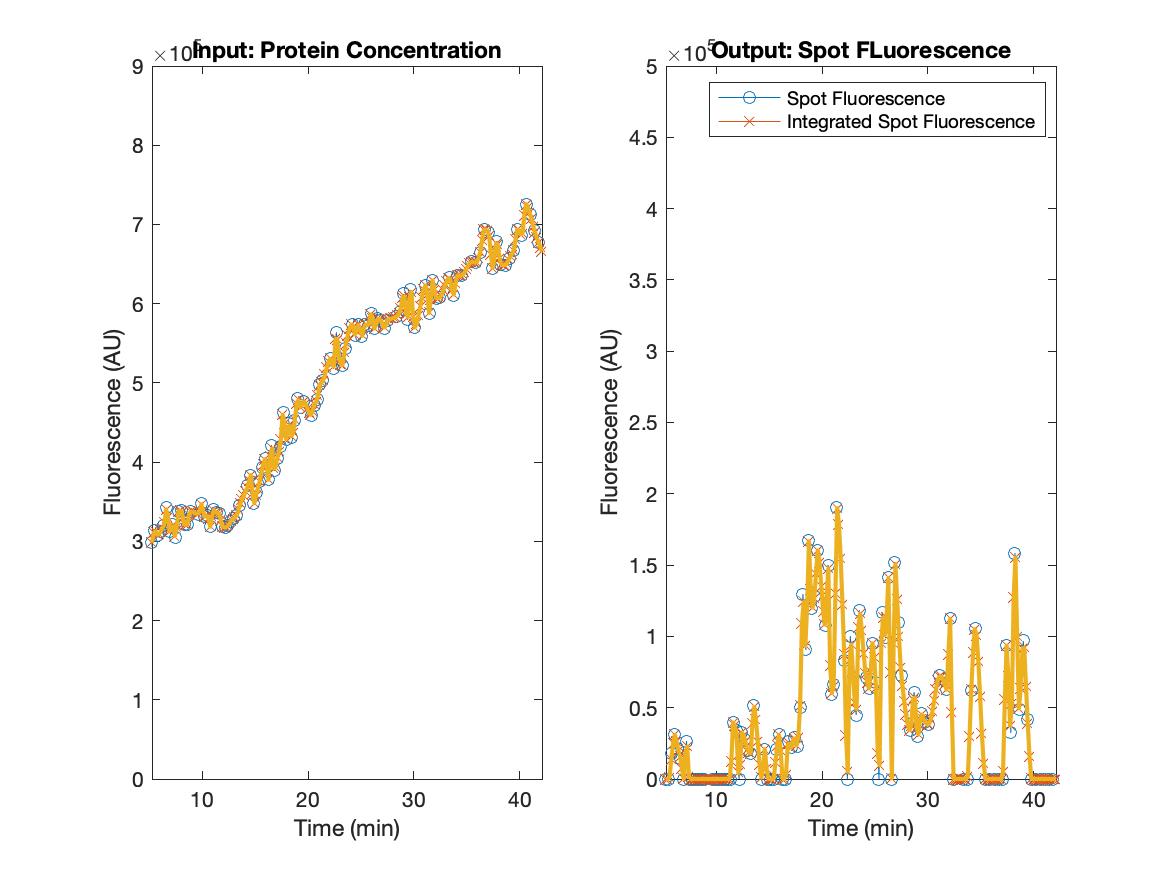 ×10^5
Input: Protein Concentration
9
8
7
6
5
4
3
2
1
0
Fluorescence (AU)
10 20 30 40
Time (min)
×10^5
Output: Spot FLuorescence
Spot Fluorescence
Integrated Spot Fluorescence
5
4.5
4
3.5
3
2.5
2
1.5
1
0.5
0
Fluorescence (AU)
10 20 30 40
Time (min)